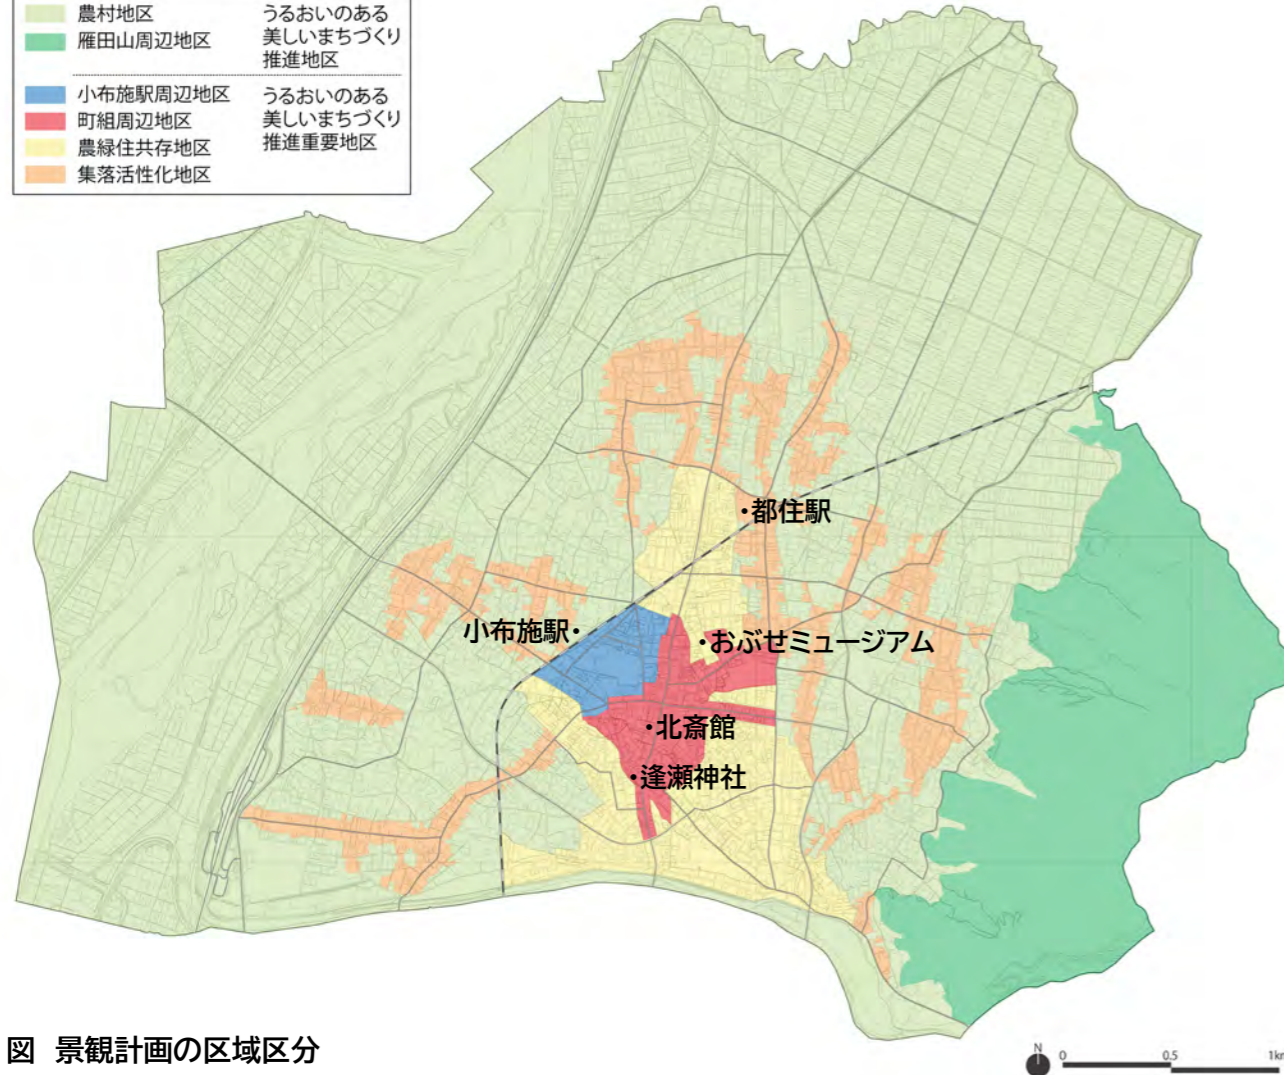 農村地区
雁田山周辺地区
うるおいのある
美しいまちづくり
推進地区
小布施駅周辺地区
町組周辺地区
農緑住共存地区
集落活性化地区
うるおいのある
美しいまちづくり
推進重要地区
・都住駅
小布施駅・
・おぶせミュージアム
・北斎館
・逢瀬神社
図 景観計画の区域区分
N
0 0.5 1km